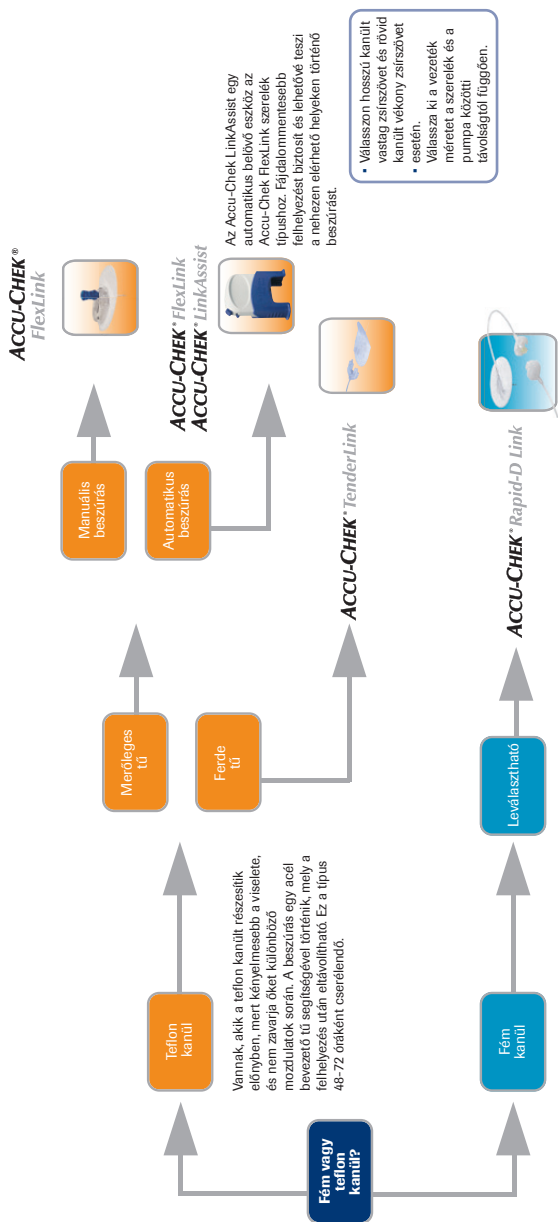 Fém vagy
teflon
kanül?
Teflon
kanül
Vannak, akik a teflon kanült részesítik
előnyben, mert kényelmesebb a viselete,
és nem zavarja őket különböző
mozdulatok során. A beszúrás egy acél
bevezető tű segítségével történik, mely a
felhelyezés után eltávolítható. Ez a típus
48-72 óráként cserélendő.
Merőleges
tű
Ferde
tű
Manuális
beszúrás
Automatikus
beszúrás
ACCU-CHEK®
FlexLink
ACCU-CHEK® FlexLink
ACCU-CHEK® LinkAssist
Az Accu-Chek LinkAssist egy
automatikus belövő eszköz az
Accu-Chek FlexLink szerelék
típushoz. Fájdalommentesebb
felhelyezést biztosít és lehetővé teszi
a nehezen elérhető helyeken történő
beszúrást.
ACCU-CHEK® TenderLink
Fém
kanül
Leválasztható
ACCU-CHEK® Rapid-D Link
▪ Válasszon hosszú kanült
vastag zsírszövet és rövid
kanült vékony zsírszövet
▪ esetén.
Válassza ki a vezeték
méretet a szerelék és a
pumpa közötti
távolságtól függően.